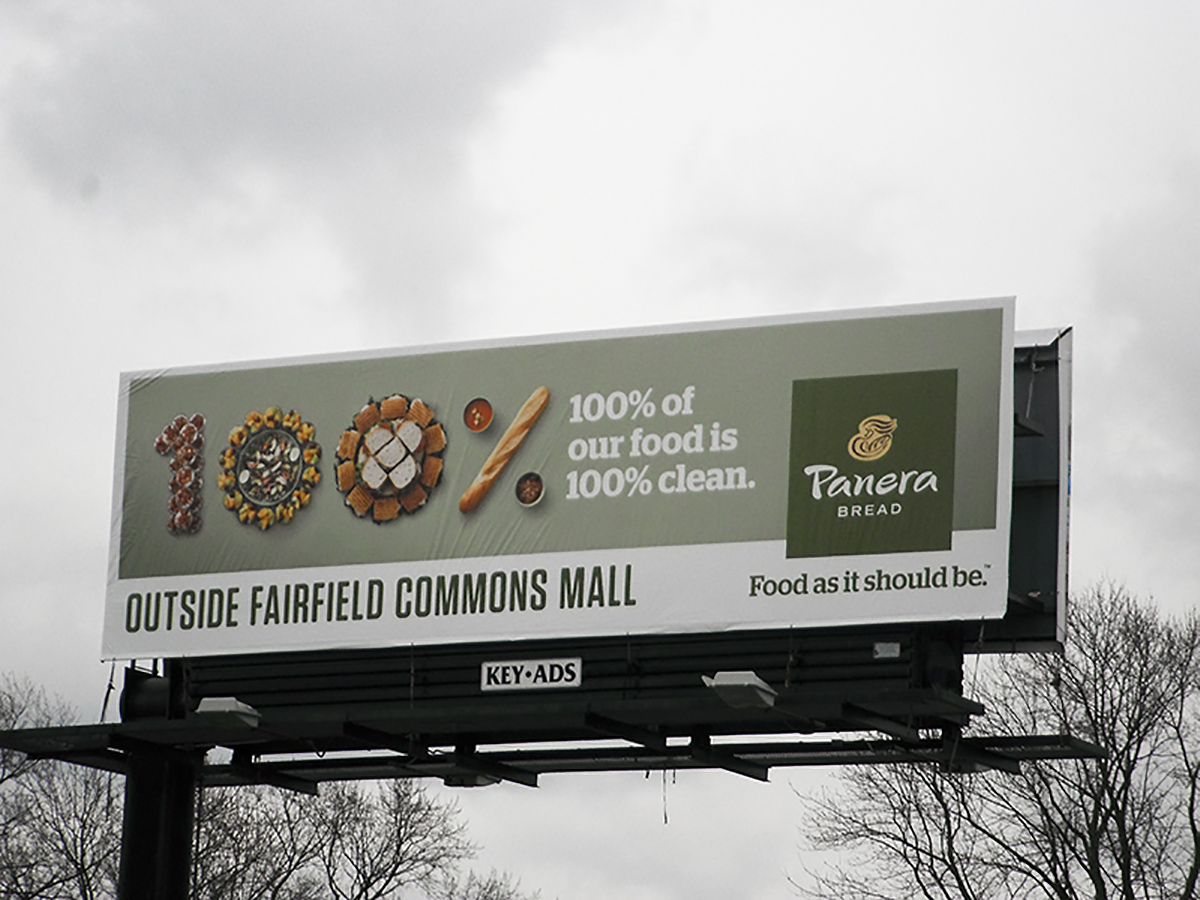 100%
100% of
our food is
100% clean.
Panera
BREAD
OUTSIDE FAIRFIELD COMMONS MALL
Food as it should be.™
KEY•ADS